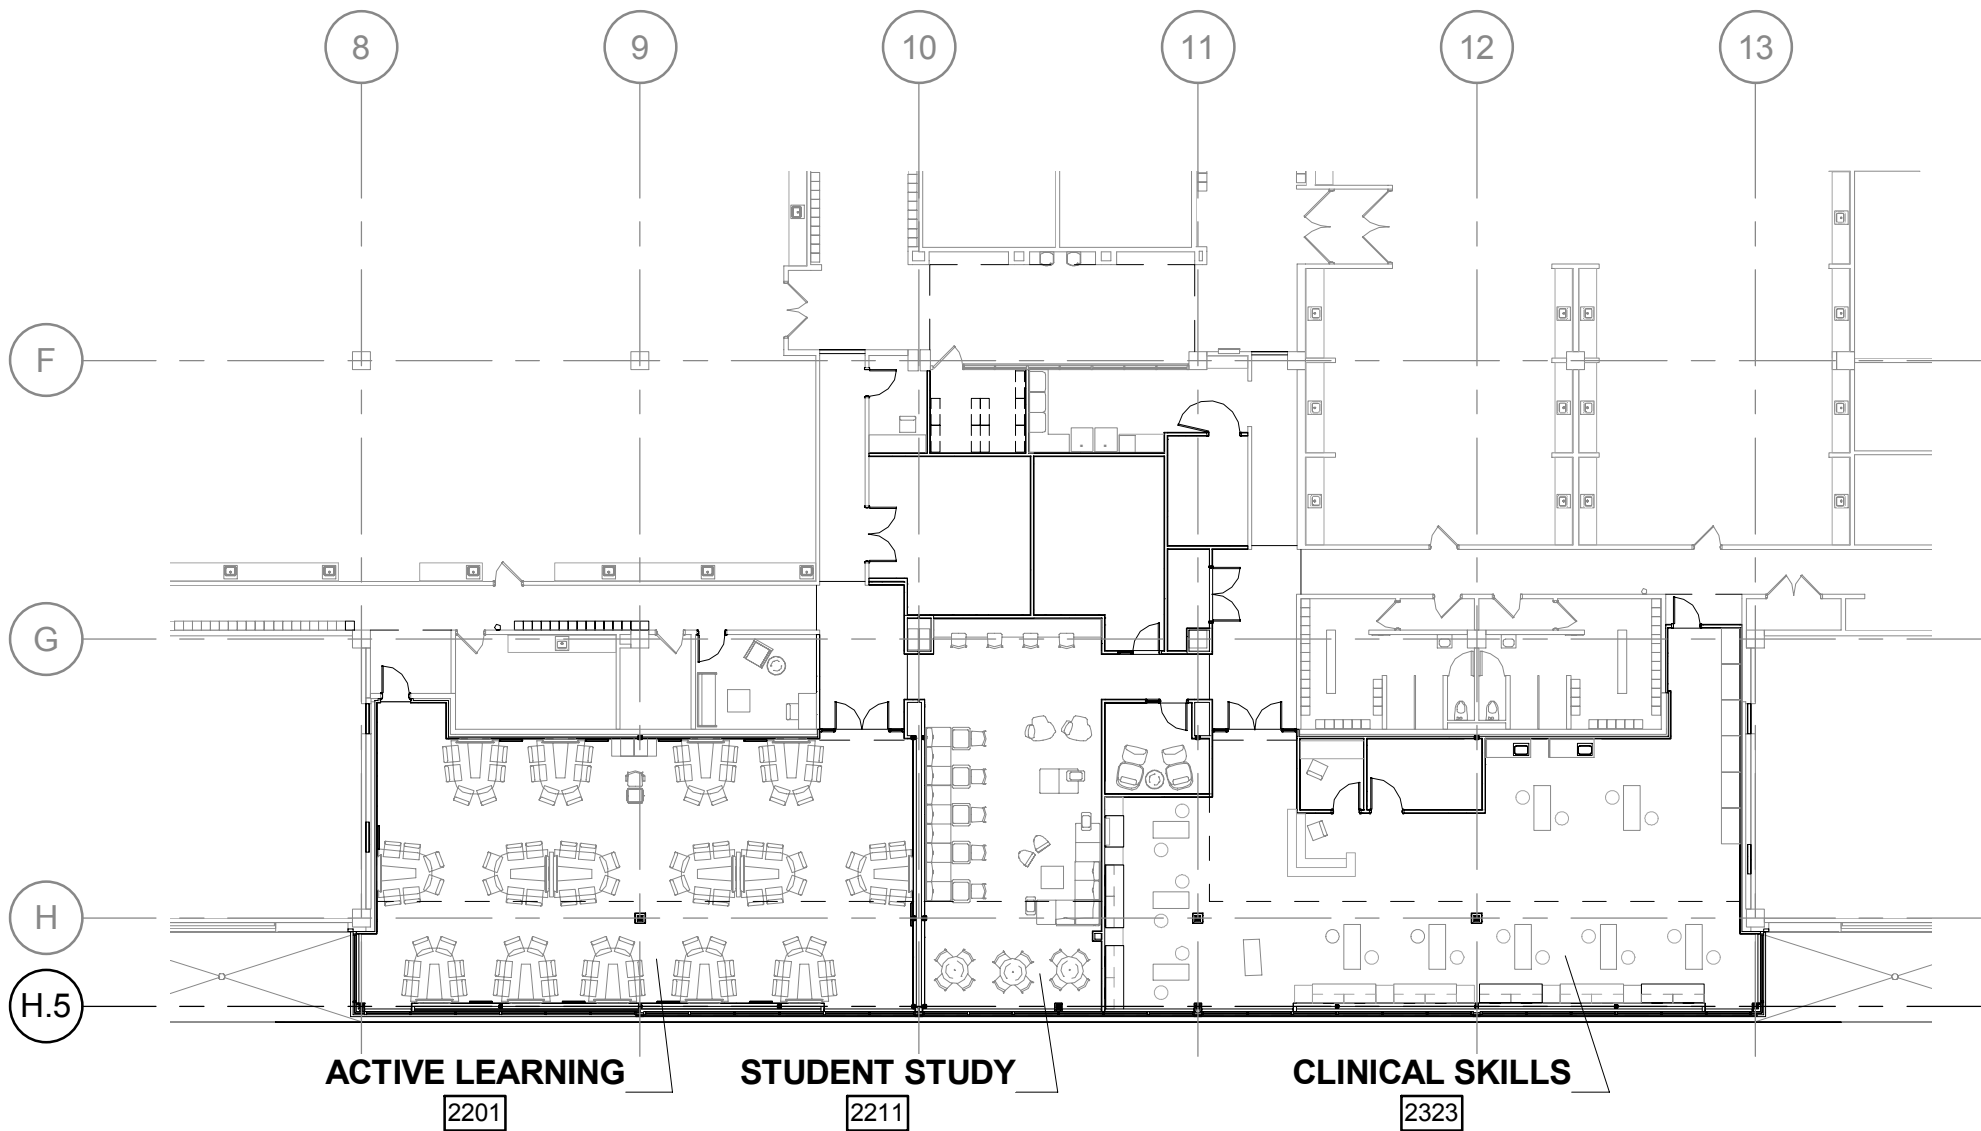 8 9 10 11 12 13
F
G
H
H.5
ACTIVE LEARNING STUDENT STUDY CLINICAL SKILLS
2201 2211 2323